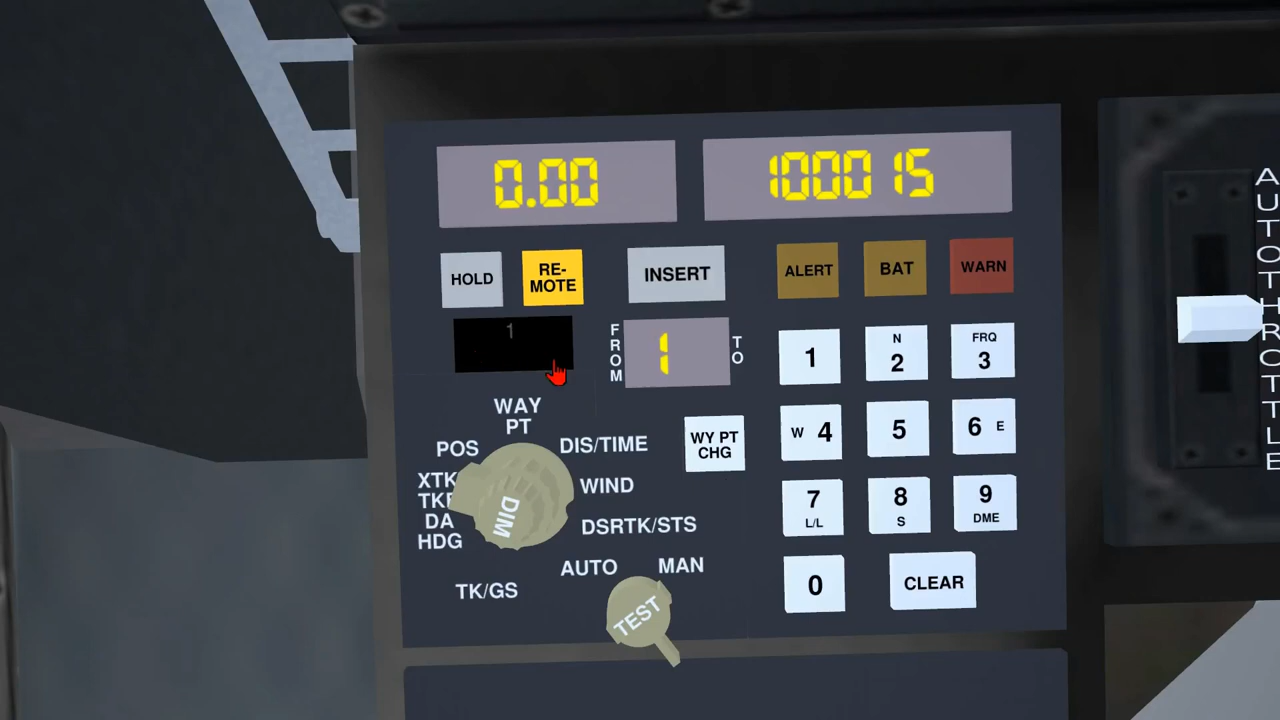 0.00
1000 15
HOLD
RE-
MOTE
INSERT
ALERT
BAT
WARN
1
FROM
1
TO
1
N
2
FRQ
3
WAY
PT
POS
DIS/TIME
WY PT
CHG
W 4
5
6 E
XTK
TKE
DA
HDG
WIND
DIM
DSRTK/STS
7
L/L
8
S
9
DME
TK/GS
AUTO
MAN
TEST
0
CLEAR
AUTOTHROTTLE